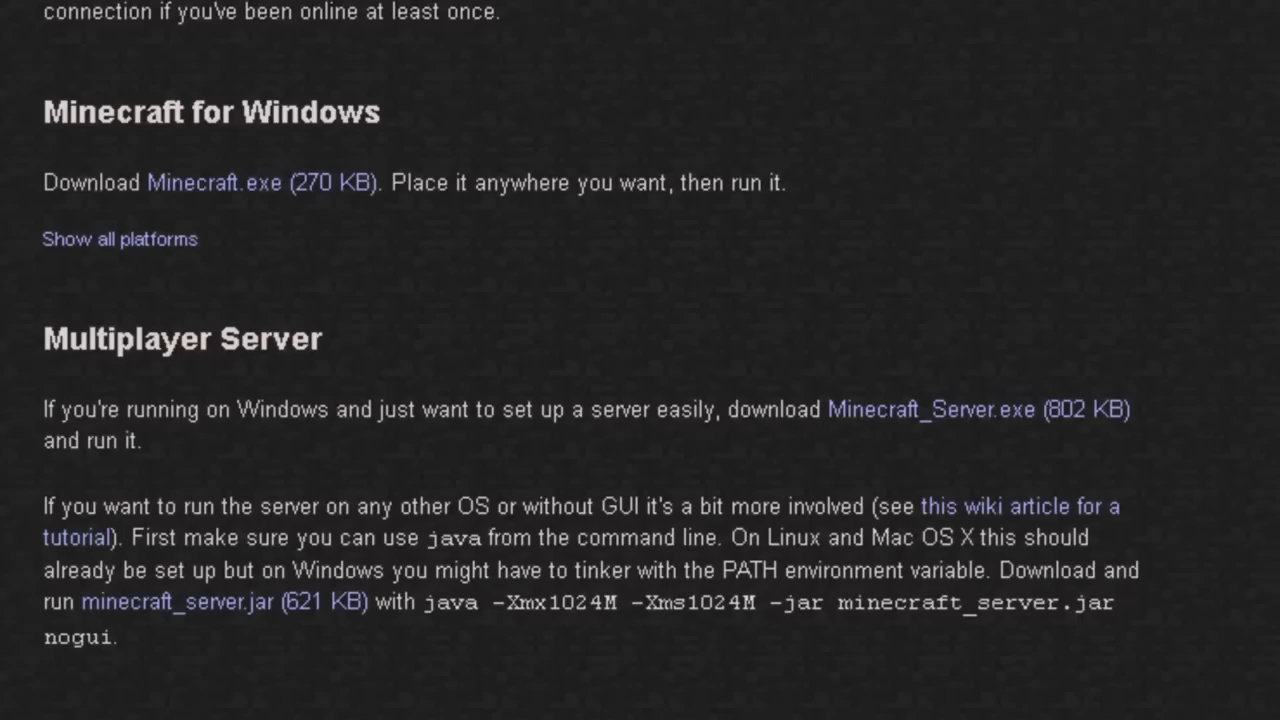 connection if you've been online at least once.
Minecraft for Windows
Download Minecraft.exe (270 KB). Place it anywhere you want, then run it.
Show all platforms
Multiplayer Server
If you're running on Windows and just want to set up a server easily, download Minecraft_Server.exe (802 KB)
and run it.
If you want to run the server on any other OS or without GUI it's a bit more involved (see this wiki article for a
tutorial). First make sure you can use java from the command line. On Linux and Mac OS X this should
already be set up but on Windows you might have to tinker with the PATH environment variable. Download and
run minecraft_server.jar (621 KB) with java -Xmx1024M -Xms1024M -jar minecraft_server.jar
nogui.